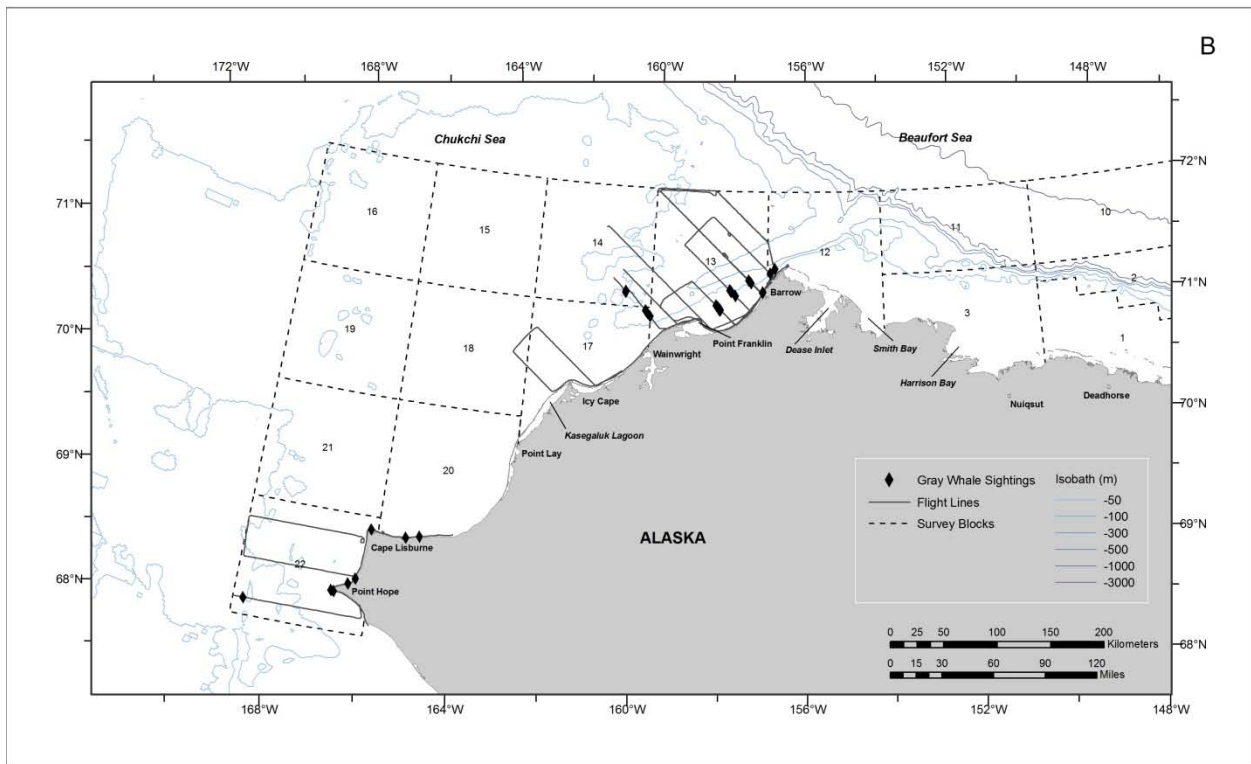 B
172°W 168°W 164°W 160°W 156°W 152°W 148°W
Chukchi Sea
Beaufort Sea
72°N
71°N
16
15
14
13
12
11
10
2
71°N
Barrow
70°N
19
18
17
3
1
Point Franklin
Wainwright
Dease Inlet
Smith Bay
Harrison Bay
Icy Cape
Nuiqsut
Deadhorse
70°N
Kasegaluk Lagoon
69°N
21
20
Point Lay
Gray Whale Sightings
Flight Lines
Survey Blocks
Isobath (m)
-50
-100
-300
-500
-1000
-3000
69°N
Cape Lisburne
ALASKA
68°N
22
Point Hope
0 25 50 100 150 200
Kilometers
68°N
0 15 30 60 90 120
Miles
168°W 164°W 160°W 156°W 152°W 148°W